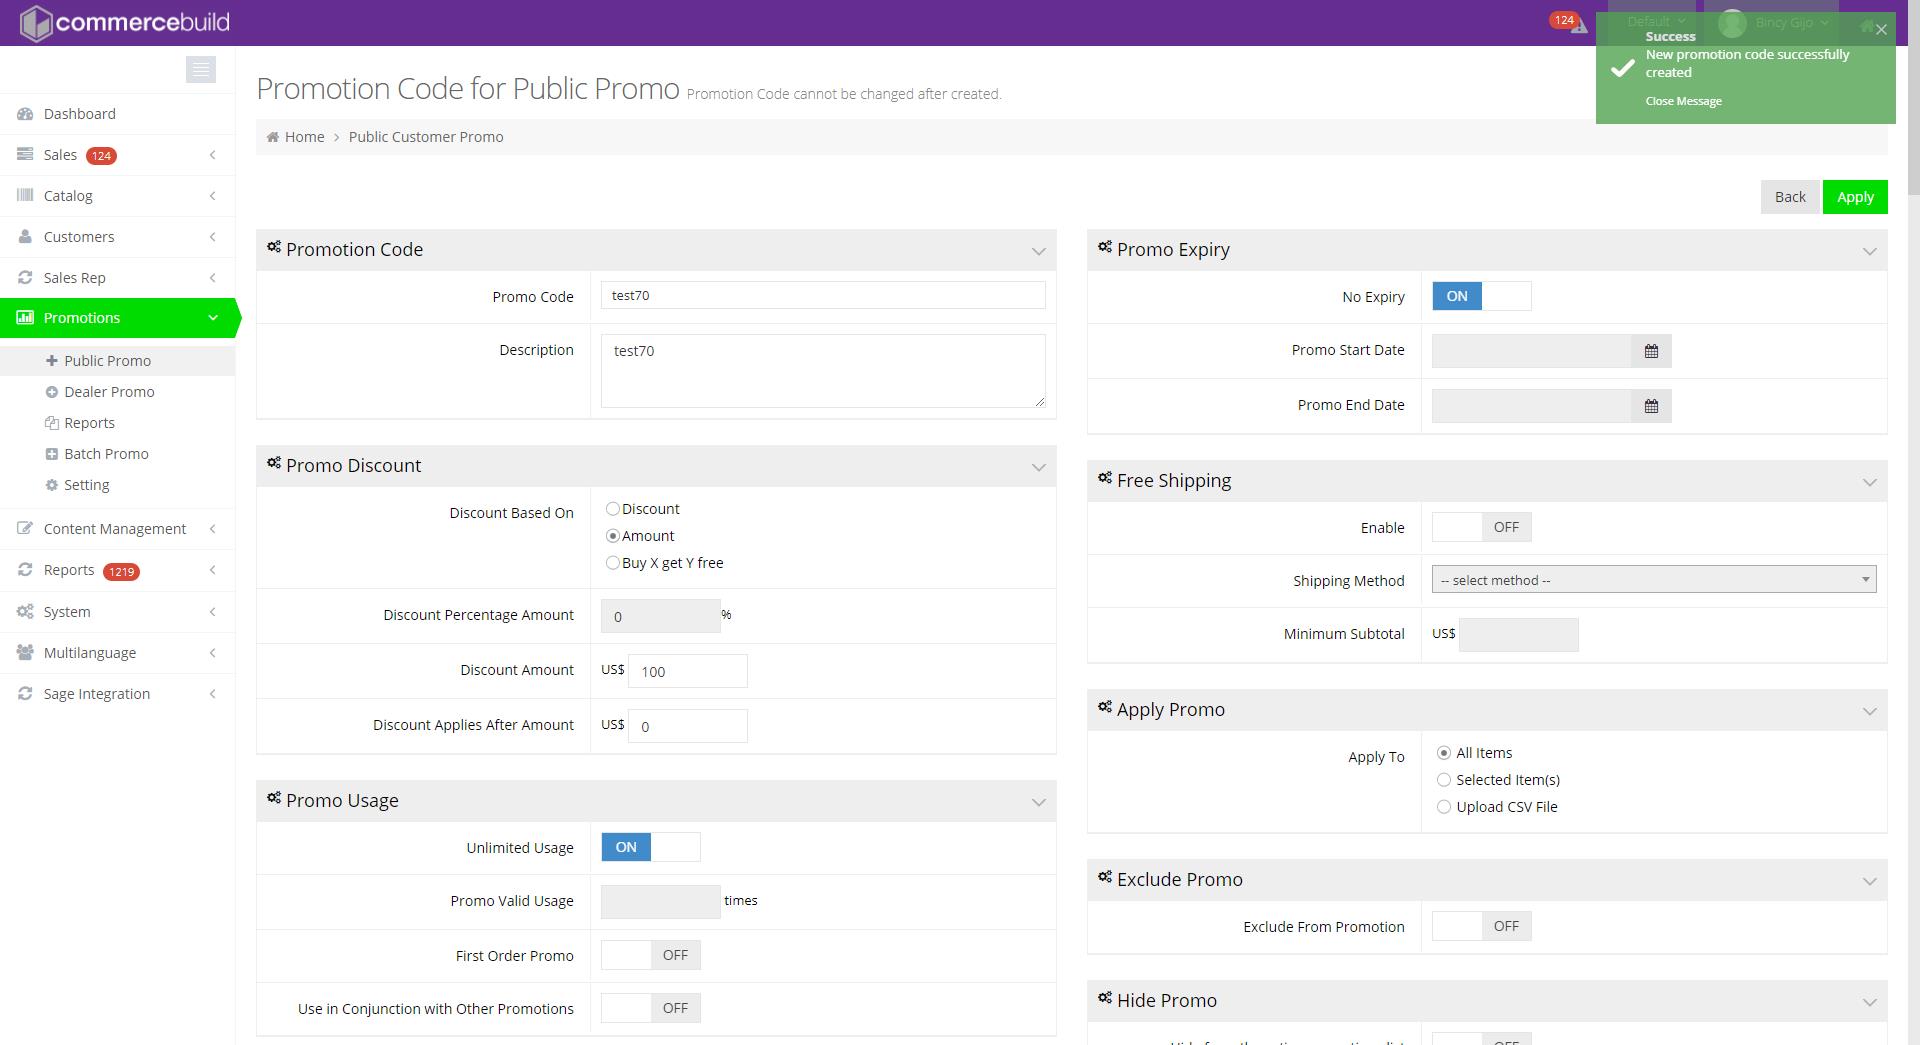 commercebuild
124
Default
Bincy Gijo
Success
New promotion code successfully
created
Close Message
Dashboard
Sales 124
Catalog
Customers
Sales Rep
Promotions
Public Promo
Dealer Promo
Reports
Batch Promo
Setting
Content Management
Reports 1219
System
Multilanguage
Sage Integration
Promotion Code for Public Promo Promotion Code cannot be changed after created.
Home > Public Customer Promo
Back
Apply
Promotion Code
Promo Code test70
Description test70
Promo Discount
Discount Based On
Discount
Amount
Buy X get Y free
Discount Percentage Amount 0 %
Discount Amount US$ 100
Discount Applies After Amount US$ 0
Promo Usage
Unlimited Usage ON
Promo Valid Usage times
First Order Promo OFF
Use in Conjunction with Other Promotions OFF
Promo Expiry
No Expiry ON
Promo Start Date
Promo End Date
Free Shipping
Enable OFF
Shipping Method -- select method --
Minimum Subtotal US$
Apply Promo
Apply To
All Items
Selected Item(s)
Upload CSV File
Exclude Promo
Exclude From Promotion OFF
Hide Promo
OFF